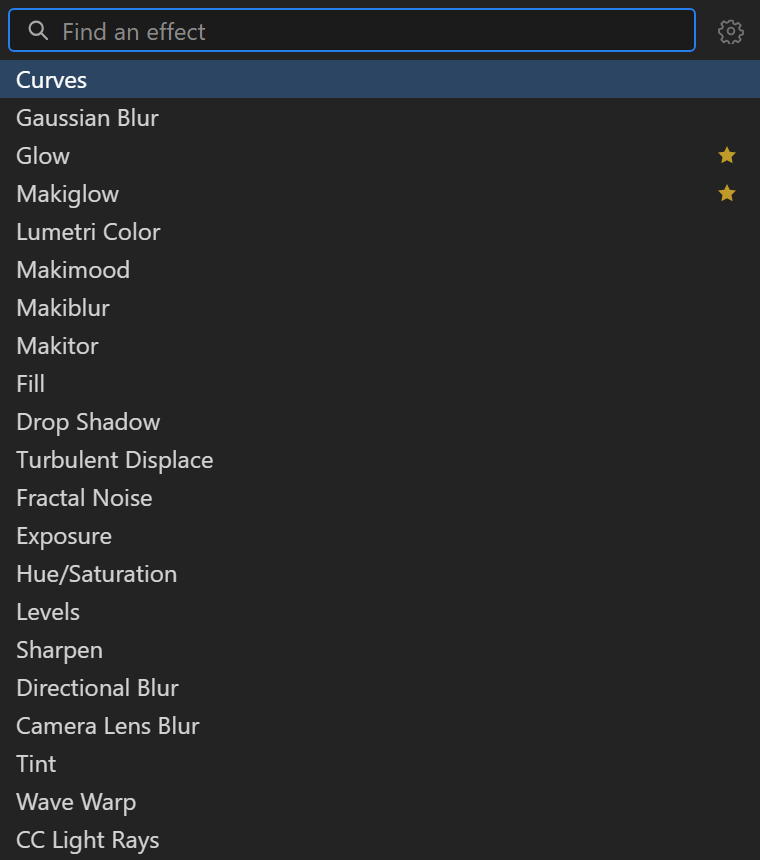 Find an effect
Curves
Gaussian Blur
Glow
Makiglow
Lumetri Color
Makimood
Makiblur
Makitor
Fill
Drop Shadow
Turbulent Displace
Fractal Noise
Exposure
Hue/Saturation
Levels
Sharpen
Directional Blur
Camera Lens Blur
Tint
Wave Warp
CC Light Rays